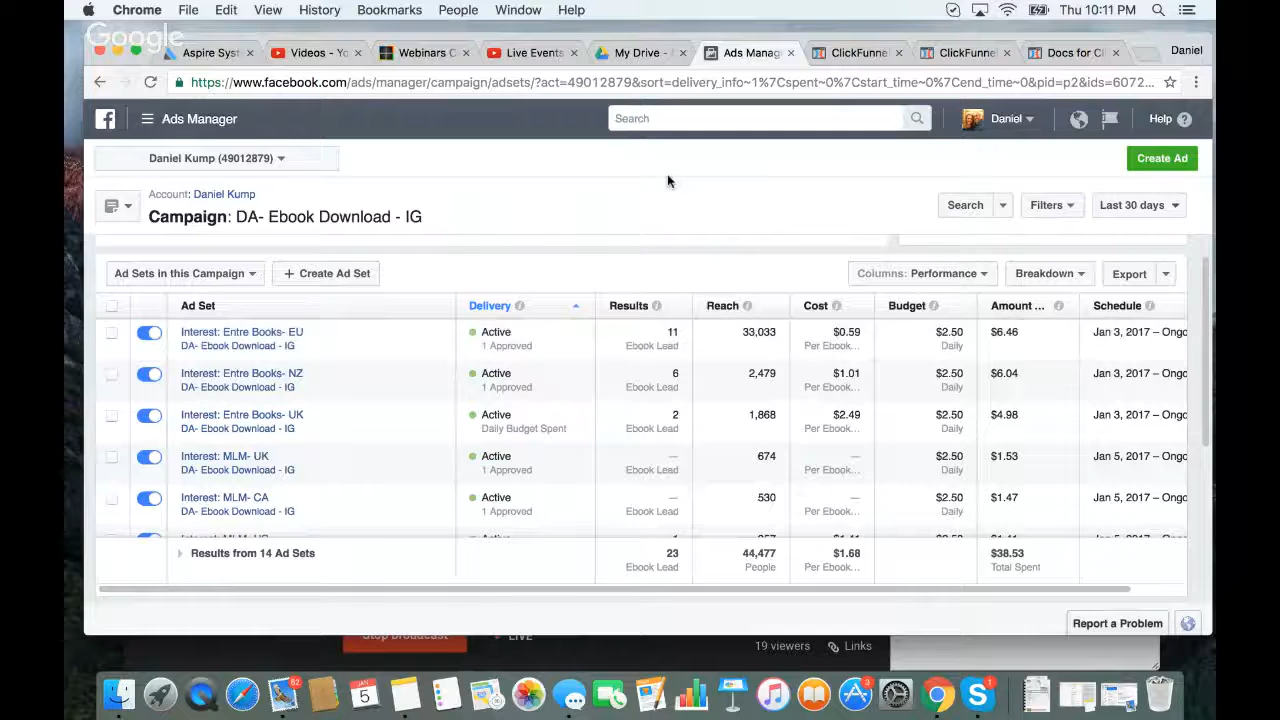 Chrome File Edit View History Bookmarks People Window Help Thu 10:11 PM
Google
Aspire Syst Videos - Yo Webinars C Live Events My Drive - Ads Manag ClickFunne ClickFunne Docs for Cl Daniel
https://www.facebook.com/ads/manager/campaign/adsets/?act=49012879&sort=delivery_info~1%7Cspent~0%7Cstart_time~0%7Cend_time~0&pid=p2&ids=6072...
Ads Manager Search Daniel Help
Daniel Kump (49012879) Create Ad
Account: Daniel Kump
Campaign: DA- Ebook Download - IG Search Filters Last 30 days
Ad Sets in this Campaign + Create Ad Set Columns: Performance Breakdown Export
Ad Set Delivery Results Reach Cost Budget Amount ... Schedule
Interest: Entre Books- EU Active 11 33,033 $0.59 $2.50 $6.46 Jan 3, 2017 – Ongo
DA- Ebook Download - IG 1 Approved Ebook Lead Per Ebook... Daily
Interest: Entre Books- NZ Active 6 2,479 $1.01 $2.50 $6.04 Jan 3, 2017 – Ongo
DA- Ebook Download - IG 1 Approved Ebook Lead Per Ebook... Daily
Interest: Entre Books- UK Active 2 1,868 $2.49 $2.50 $4.98 Jan 3, 2017 – Ongo
DA- Ebook Download - IG Daily Budget Spent Ebook Lead Per Ebook... Daily
Interest: MLM- UK Active — 674 — $2.50 $1.53 Jan 5, 2017 – Ongo
DA- Ebook Download - IG 1 Approved Ebook Lead Per Ebook... Daily
Interest: MLM- CA Active — 530 — $2.50 $1.47 Jan 5, 2017 – Ongo
DA- Ebook Download - IG 1 Approved Ebook Lead Per Ebook... Daily
Results from 14 Ad Sets 23 44,477 $1.68 $38.53
Ebook Lead People Per Ebook... Total Spent
Report a Problem
Stop broadcast LIVE
19 viewers Links
62 JAN 5 3 1